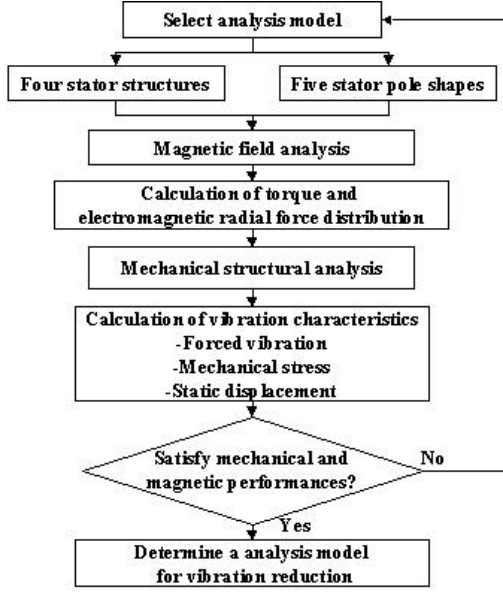 Select analysis model
Four stator structures
Five stator pole shapes
Magnetic field analysis
Calculation of torque and
electromagnetic radial force distribution
Mechanical structural analysis
Calculation of vibration characteristics
-Forced vibration
-Mechanical stress
-Static displacement
Satisfy mechanical and
magnetic performances?
No
Yes
Determine a analysis model
for vibration reduction